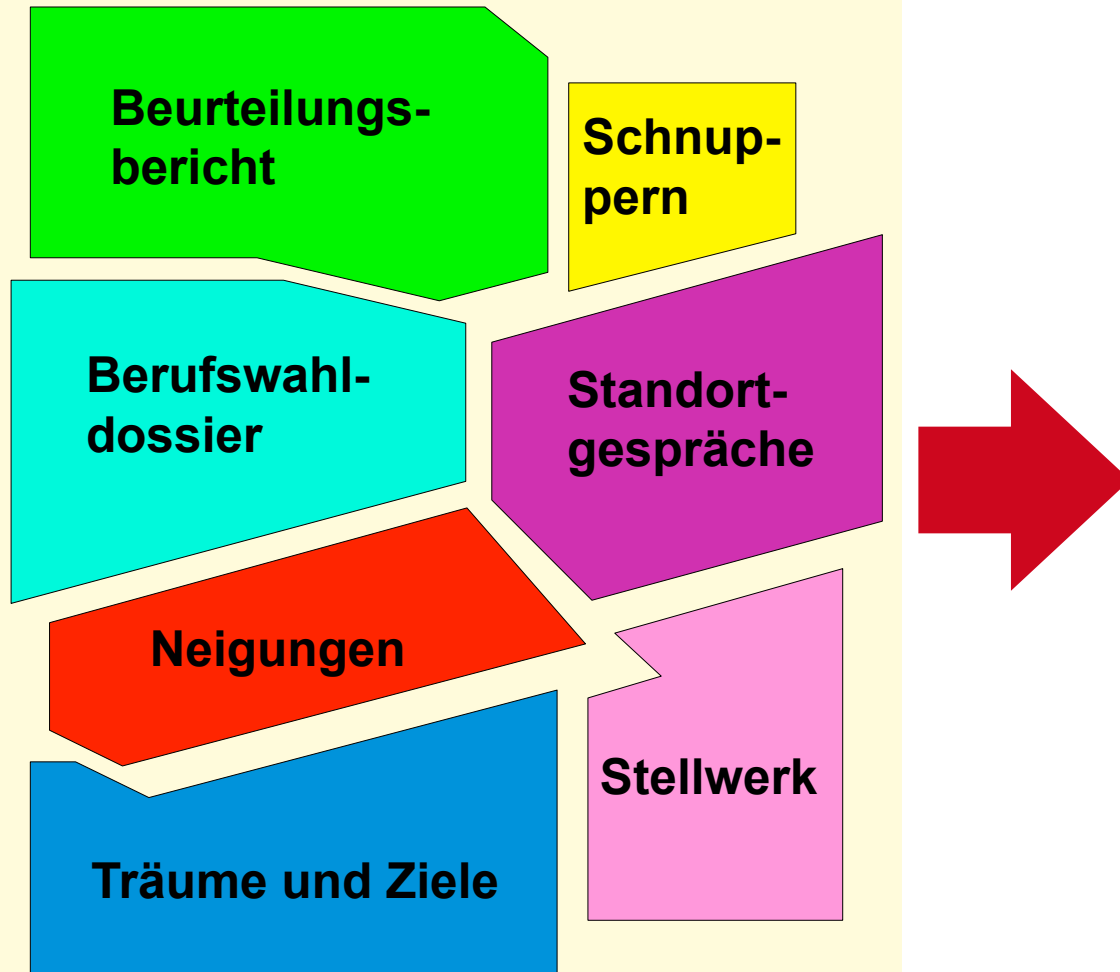 Beurteilungs-
bericht
Schnup-
pern
Berufswahl-
dossier
Standort-
gespräche
Neigungen
Stellwerk
Träume und Ziele